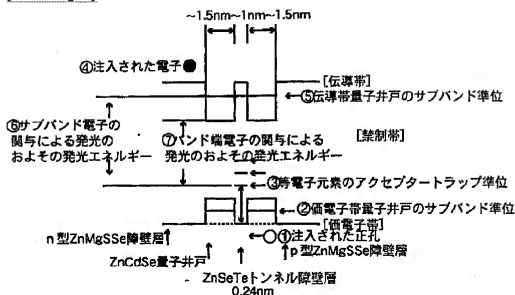 ~1.5nm~1nm~1.5nm
④注入された電子●
[伝導帯]
⑤伝導帯量子井戸のサブバンド準位
⑥サブバンド電子の
関与による発光の
およその発光エネルギー
⑦バンド端電子の関与による
発光のおよその発光エネルギー
[禁制帯]
③等電子元素のアクセプタートラップ準位
②価電子帯量子井戸のサブバンド準位
[価電子帯]
○①注入された正孔
n型ZnMgSSe障壁層
p型ZnMgSSe障壁層
ZnCdSe量子井戸
ZnSeTeトンネル障壁層
0.24nm